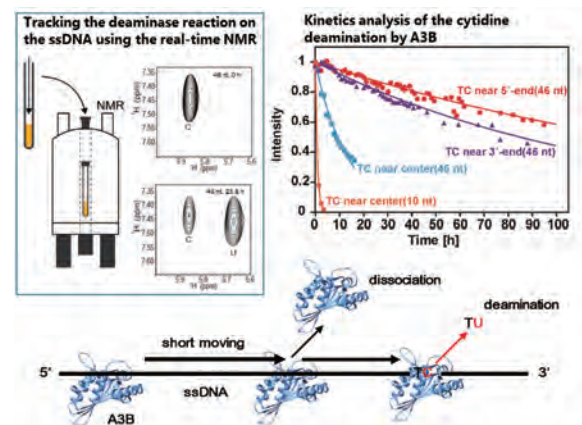 Tracking the deaminase reaction on
the ssDNA using the real-time NMR
NMR
¹H (ppm)
7.35
7.40
7.45
7.50
7.55
7.60
C
5.9
5.8
5.7
5.6
¹H (ppm)
¹H (ppm)
7.35
7.40
7.45
7.50
7.55
7.60
C
U
5.9
5.8
5.7
5.6
¹H (ppm)
Kinetics analysis of the cytidine
deamination by A3B
intensity
1
0.8
0.6
0.4
0.2
0
TC near 5´-end(46 nt)
TC near 3´-end(46 nt)
TC near center(46 nt)
TC near center(10 nt)
0 10 20 30 40 50 60 70 80 90 100
Time [h]
dissociation
deamination
TU
short moving
5'
TC
3'
ssDNA
A3B